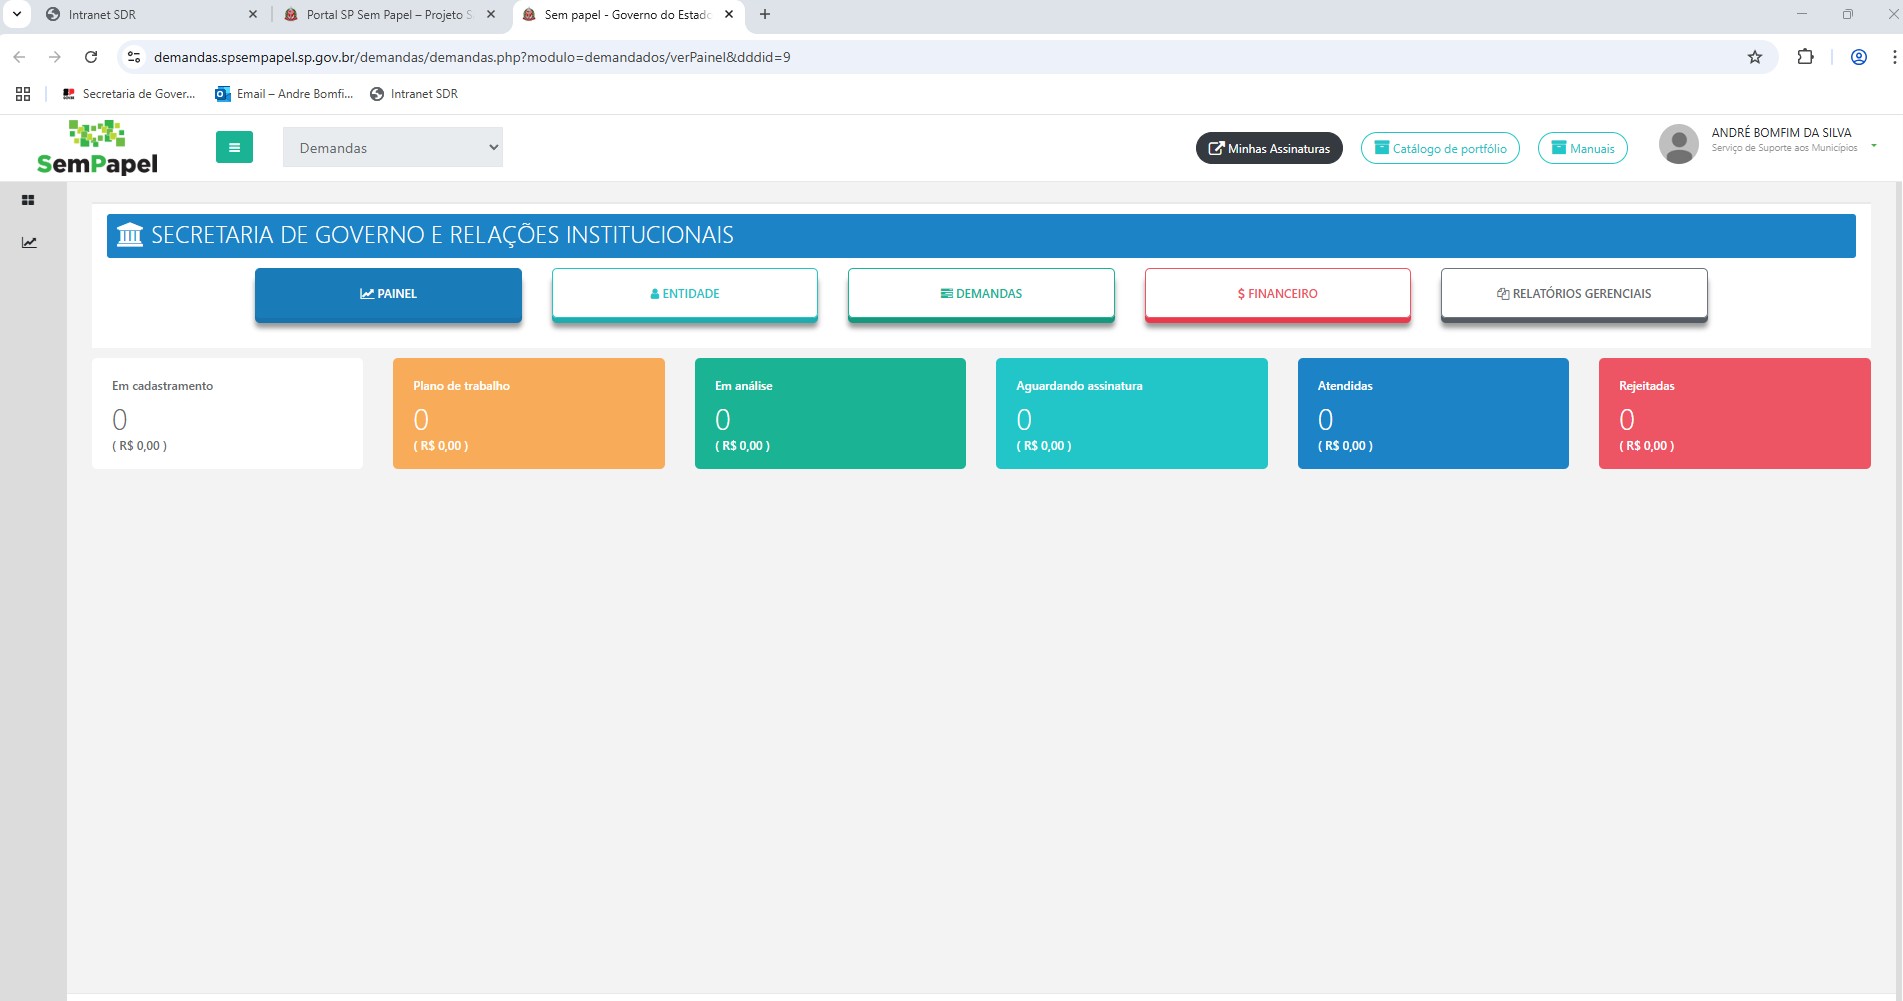 Intranet SDR
Portal SP Sem Papel – Projeto S
Sem papel - Governo do Estado
demandas.spsempapel.sp.gov.br/demandas/demandas.php?modulo=demandados/verPainel&dddid=9
Secretaria de Gover...
Email – Andre Bomfi...
Intranet SDR
SemPapel
Demandas
Minhas Assinaturas
Catálogo de portfólio
Manuais
ANDRÉ BOMFIM DA SILVA
Serviço de Suporte aos Municípios
SECRETARIA DE GOVERNO E RELAÇÕES INSTITUCIONAIS
PAINEL
ENTIDADE
DEMANDAS
$ FINANCEIRO
RELATÓRIOS GERENCIAIS
Em cadastramento
0
( R$ 0,00 )
Plano de trabalho
0
( R$ 0,00 )
Em análise
0
( R$ 0,00 )
Aguardando assinatura
0
( R$ 0,00 )
Atendidas
0
( R$ 0,00 )
Rejeitadas
0
( R$ 0,00 )